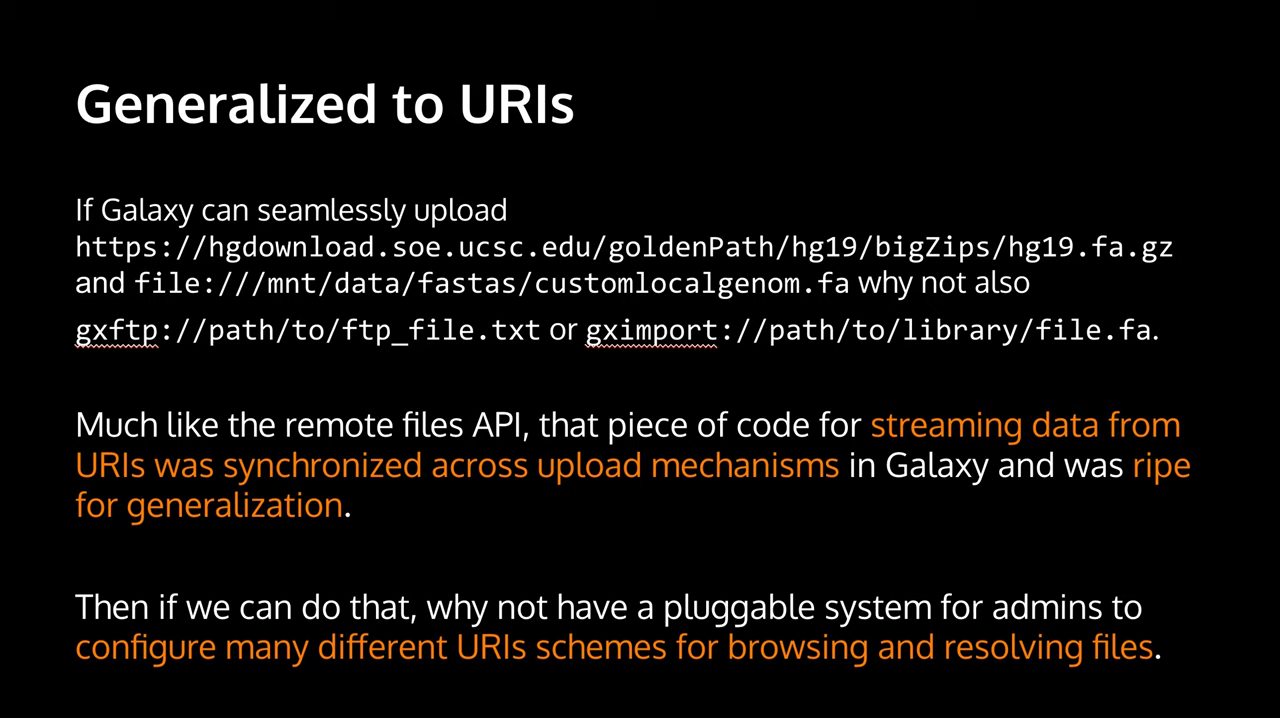 Generalized to URIs
If Galaxy can seamlessly upload
https://hgdownload.soe.ucsc.edu/goldenPath/hg19/bigZips/hg19.fa.gz
and file:///mnt/data/fastas/customlocalgenom.fa why not also
gxftp://path/to/ftp_file.txt or gximport://path/to/library/file.fa.
Much like the remote files API, that piece of code for streaming data from
URIs was synchronized across upload mechanisms in Galaxy and was ripe
for generalization.
Then if we can do that, why not have a pluggable system for admins to
configure many different URIs schemes for browsing and resolving files.